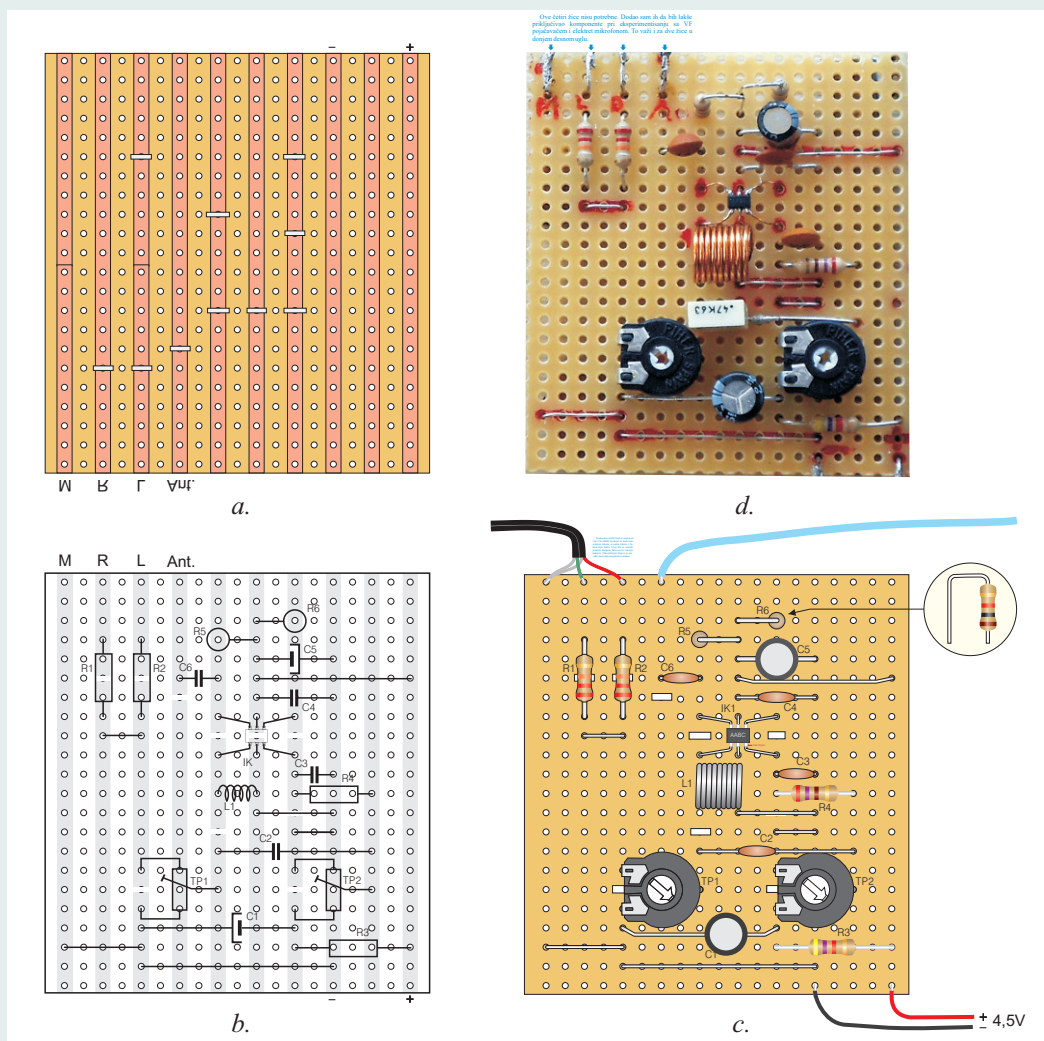 Ove četiri žice nisu potrebne. Dodao sam ih da bih lakše
priključivao komponente pri eksperimentisanju sa VF
pojačavačem i elektret mikrofonom. To važi i za dve žice u
donjem desnom uglu.
− +
M R L Ant.
a.
M L D A
.47K63
d.
M R L Ant.
R6
R5
C5
R1 R2 C6
C4
IK
C3 R4
L1
C2
TP1 TP2
C1
R3
− +
b.
R6
R5
C5
R1 R2 C6
C4
IK1
AABC
C3
L1
R4
C2
TP1 TP2
R3
C1
+
− 4,5V
c.